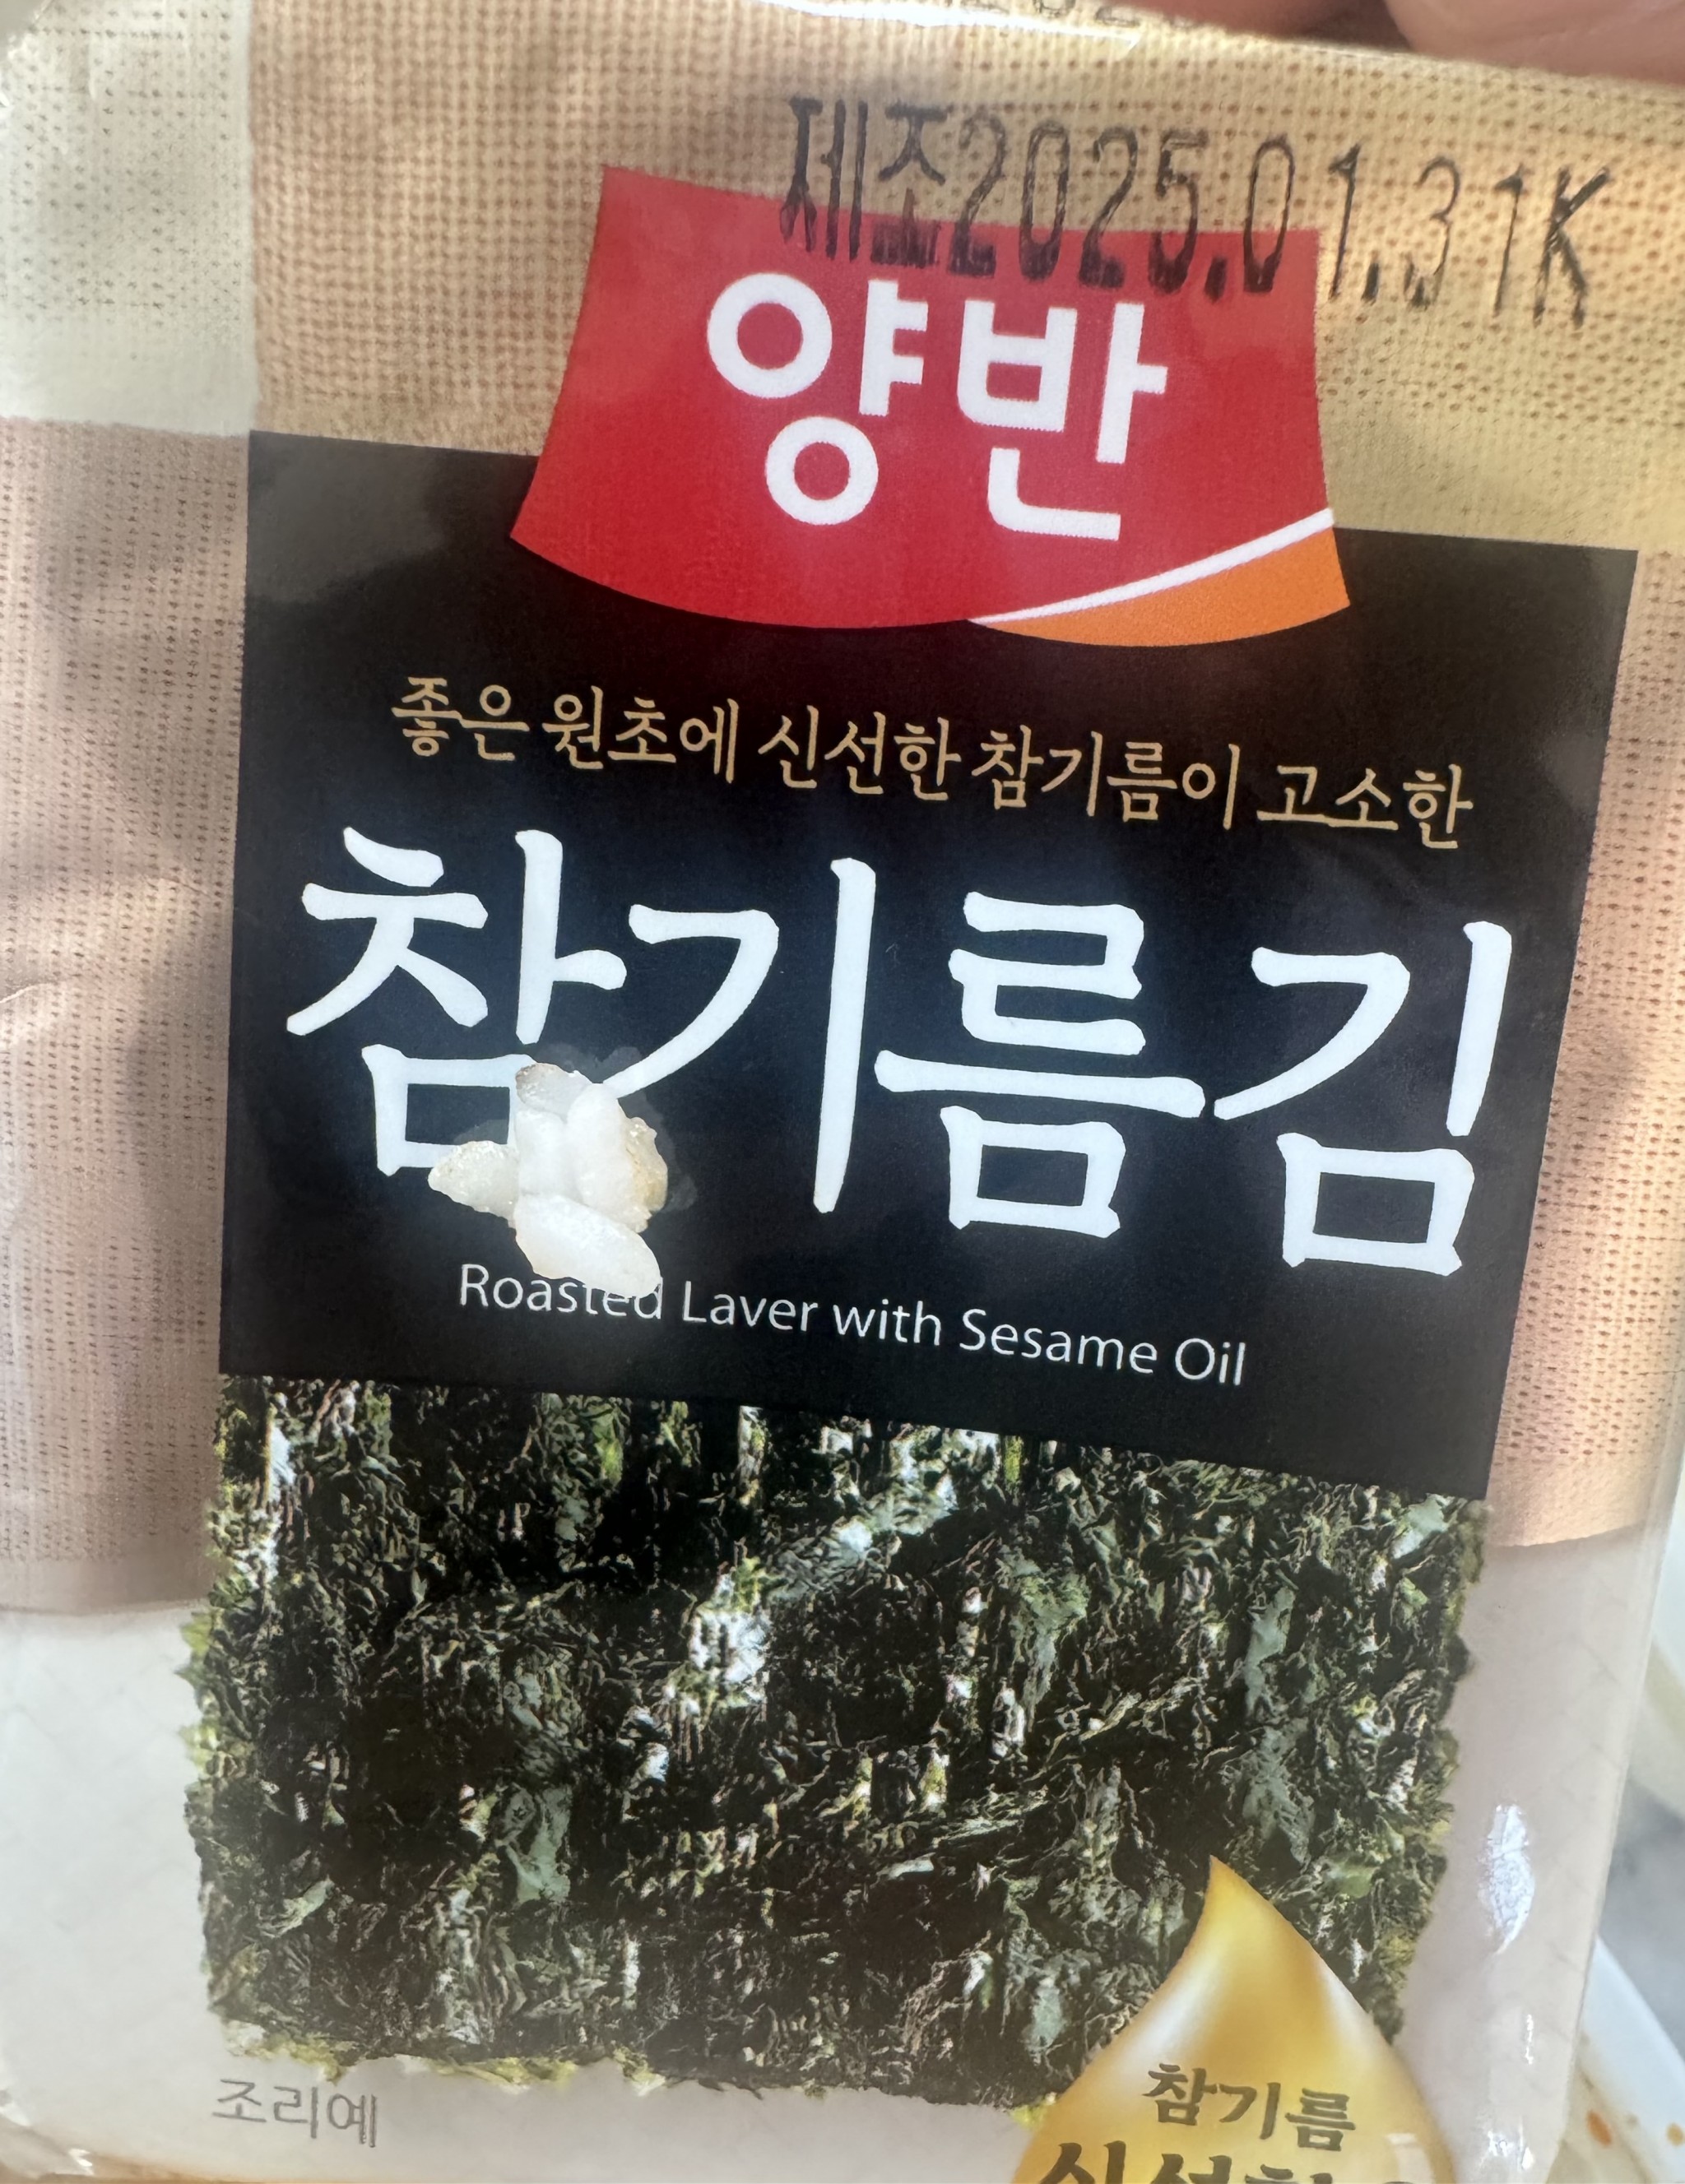 제조2025.01.31K
양반
좋은 원초에 신선한 참기름이 고소한
참기름김
Roasted Laver with Sesame Oil
조리예
참기름